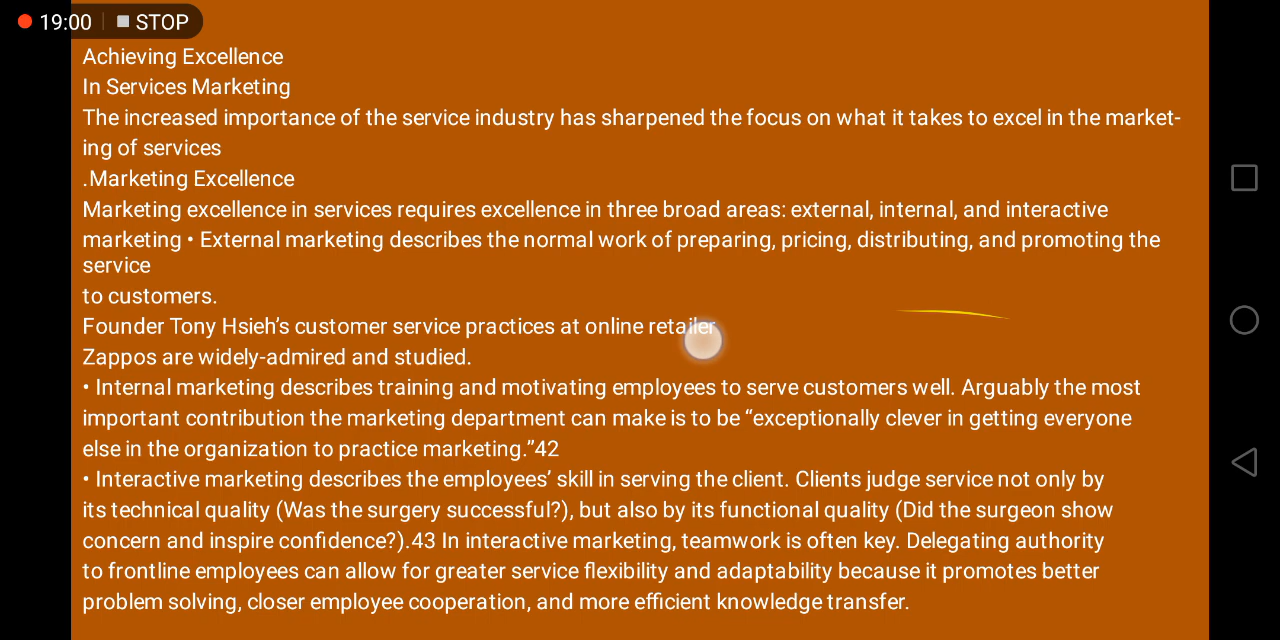 19:00 STOP
Achieving Excellence
In Services Marketing
The increased importance of the service industry has sharpened the focus on what it takes to excel in the market-
ing of services
.Marketing Excellence
Marketing excellence in services requires excellence in three broad areas: external, internal, and interactive
marketing • External marketing describes the normal work of preparing, pricing, distributing, and promoting the
service
to customers.
Founder Tony Hsieh’s customer service practices at online retailer
Zappos are widely-admired and studied.
• Internal marketing describes training and motivating employees to serve customers well. Arguably the most
important contribution the marketing department can make is to be “exceptionally clever in getting everyone
else in the organization to practice marketing.”42
• Interactive marketing describes the employees’ skill in serving the client. Clients judge service not only by
its technical quality (Was the surgery successful?), but also by its functional quality (Did the surgeon show
concern and inspire confidence?).43 In interactive marketing, teamwork is often key. Delegating authority
to frontline employees can allow for greater service flexibility and adaptability because it promotes better
problem solving, closer employee cooperation, and more efficient knowledge transfer.